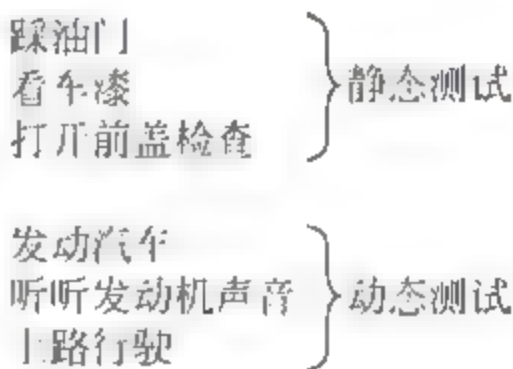 踩油门
看车漆
打开前盖检查
静态测试
发动汽车
听听发动机声音
上路行驶
动态测试